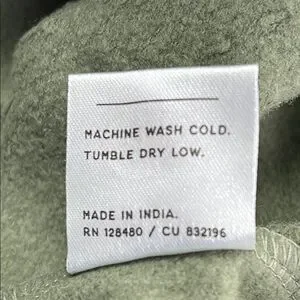 MACHINE WASH COLD.
TUMBLE DRY LOW.
MADE IN INDIA.
RN 128480 / CU 832196